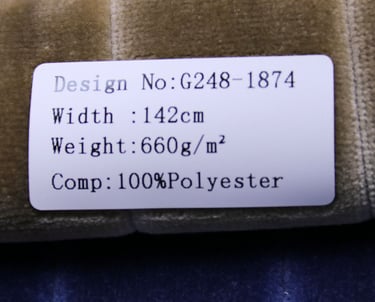 Design No:G248-1874
Width :142cm
Weight:660g/m²
Comp:100%Polyester